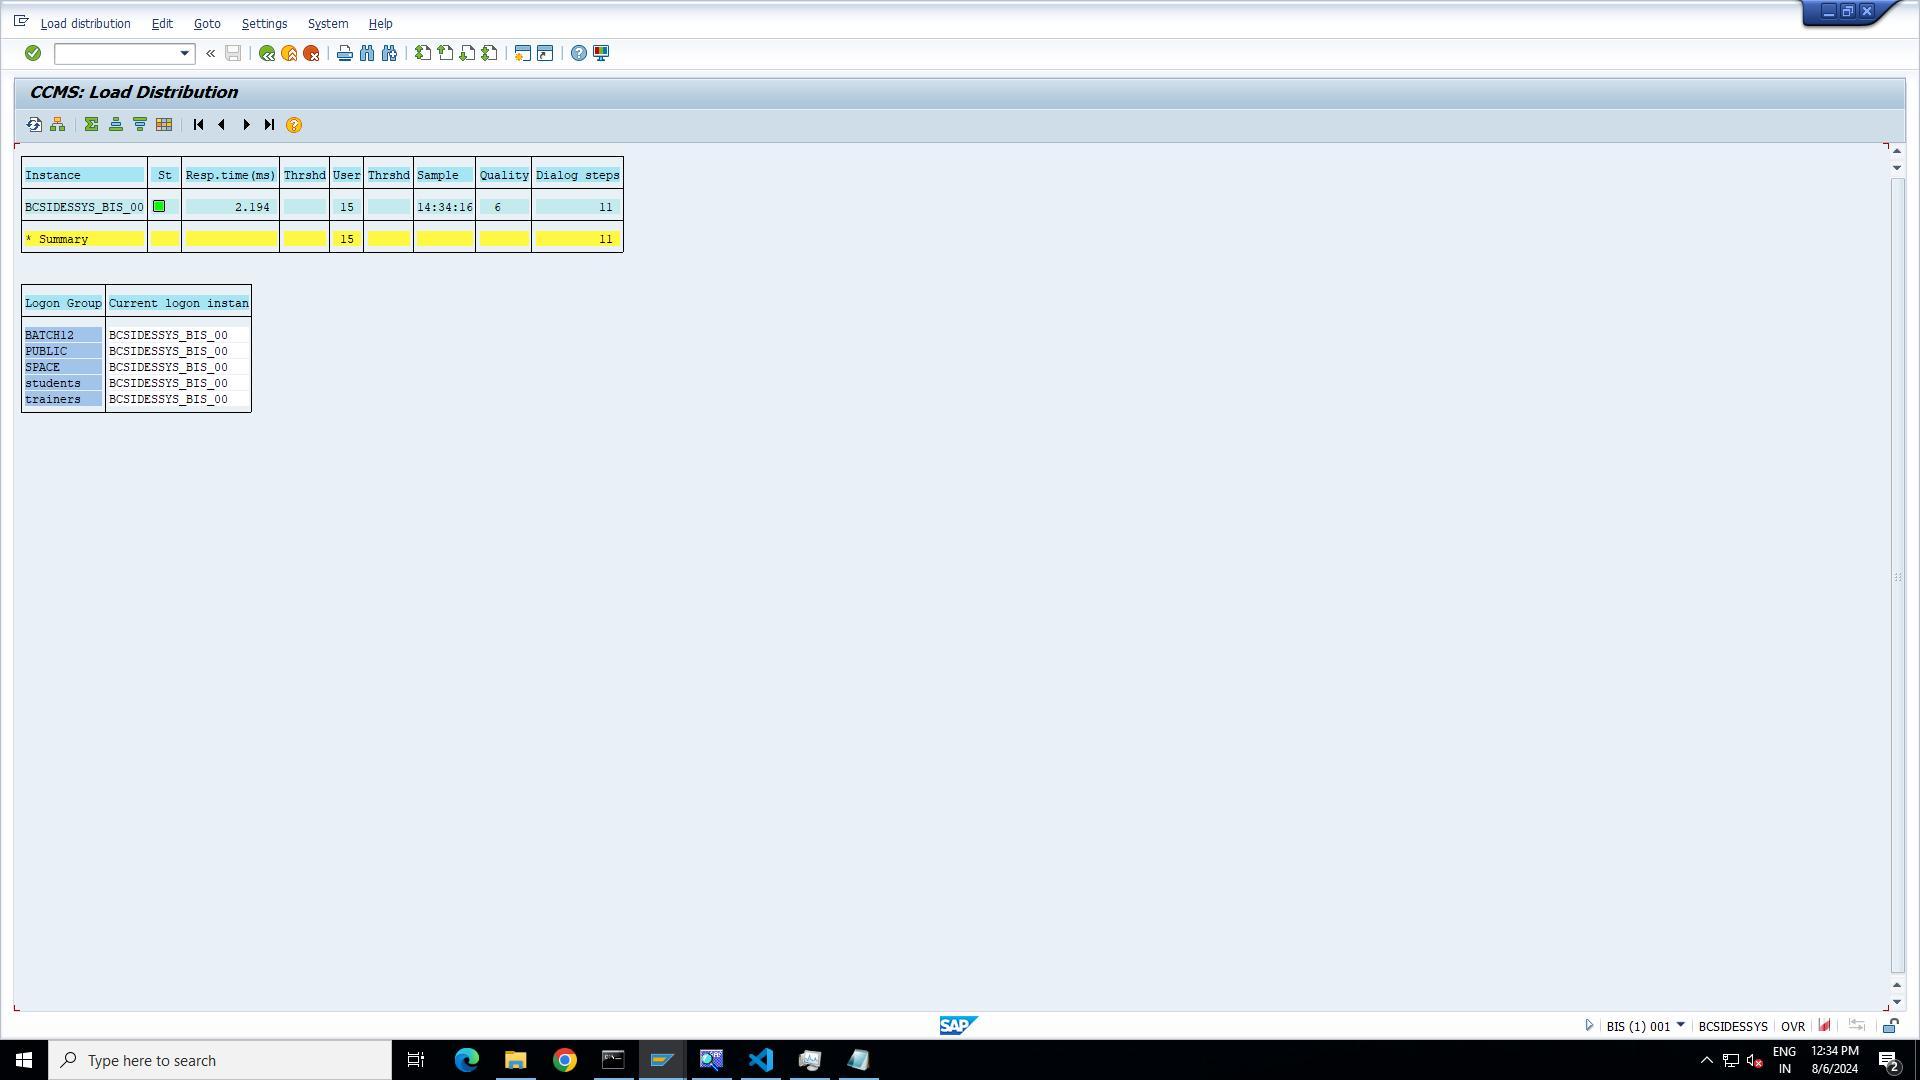 Load distribution Edit Goto Settings System Help
CCMS: Load Distribution
Instance St Resp.time(ms) Thrshd User Thrshd Sample Quality Dialog steps
BCSIDESSYS_BIS_00 2.194 15 14:34:16 6 11
* Summary 15 11
Logon Group Current logon instan
BATCH12 BCSIDESSYS_BIS_00
PUBLIC BCSIDESSYS_BIS_00
SPACE BCSIDESSYS_BIS_00
students BCSIDESSYS_BIS_00
trainers BCSIDESSYS_BIS_00
SAP
BIS (1) 001 BCSIDESSYS OVR
Type here to search
ENG 12:34 PM
IN 8/6/2024 2